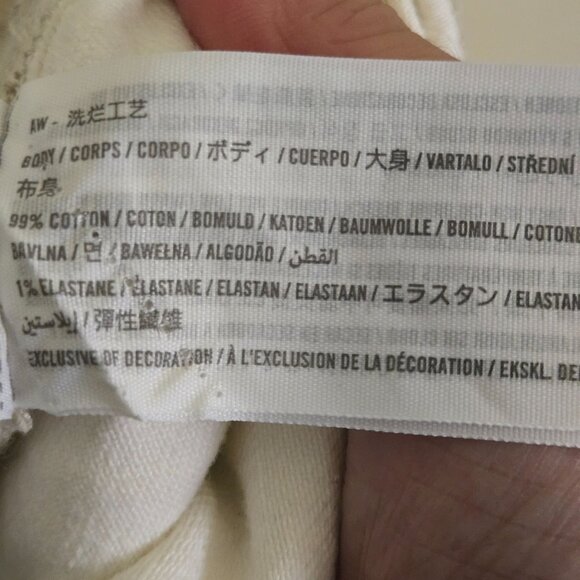 AW - 洗烂工艺
BODY / CORPS / CORPO / ボディ / CUERPO / 大身 / VARTALO / STŘEDNÍ
布身
99% COTTON / COTON / BOMULD / KATOEN / BAUMWOLLE / BOMULL / COTONE
BAVLNA / 면 / BAWEŁNA / ALGODÃO / القطن
1% ELASTANE / ELASTANE / ELASTAN / ELASTAAN / エラスタン / ELASTAN
إيلاستين / 彈性纖維
EXCLUSIVE OF DECORATION / À L'EXCLUSION DE LA DÉCORATION / EKSKL. DE